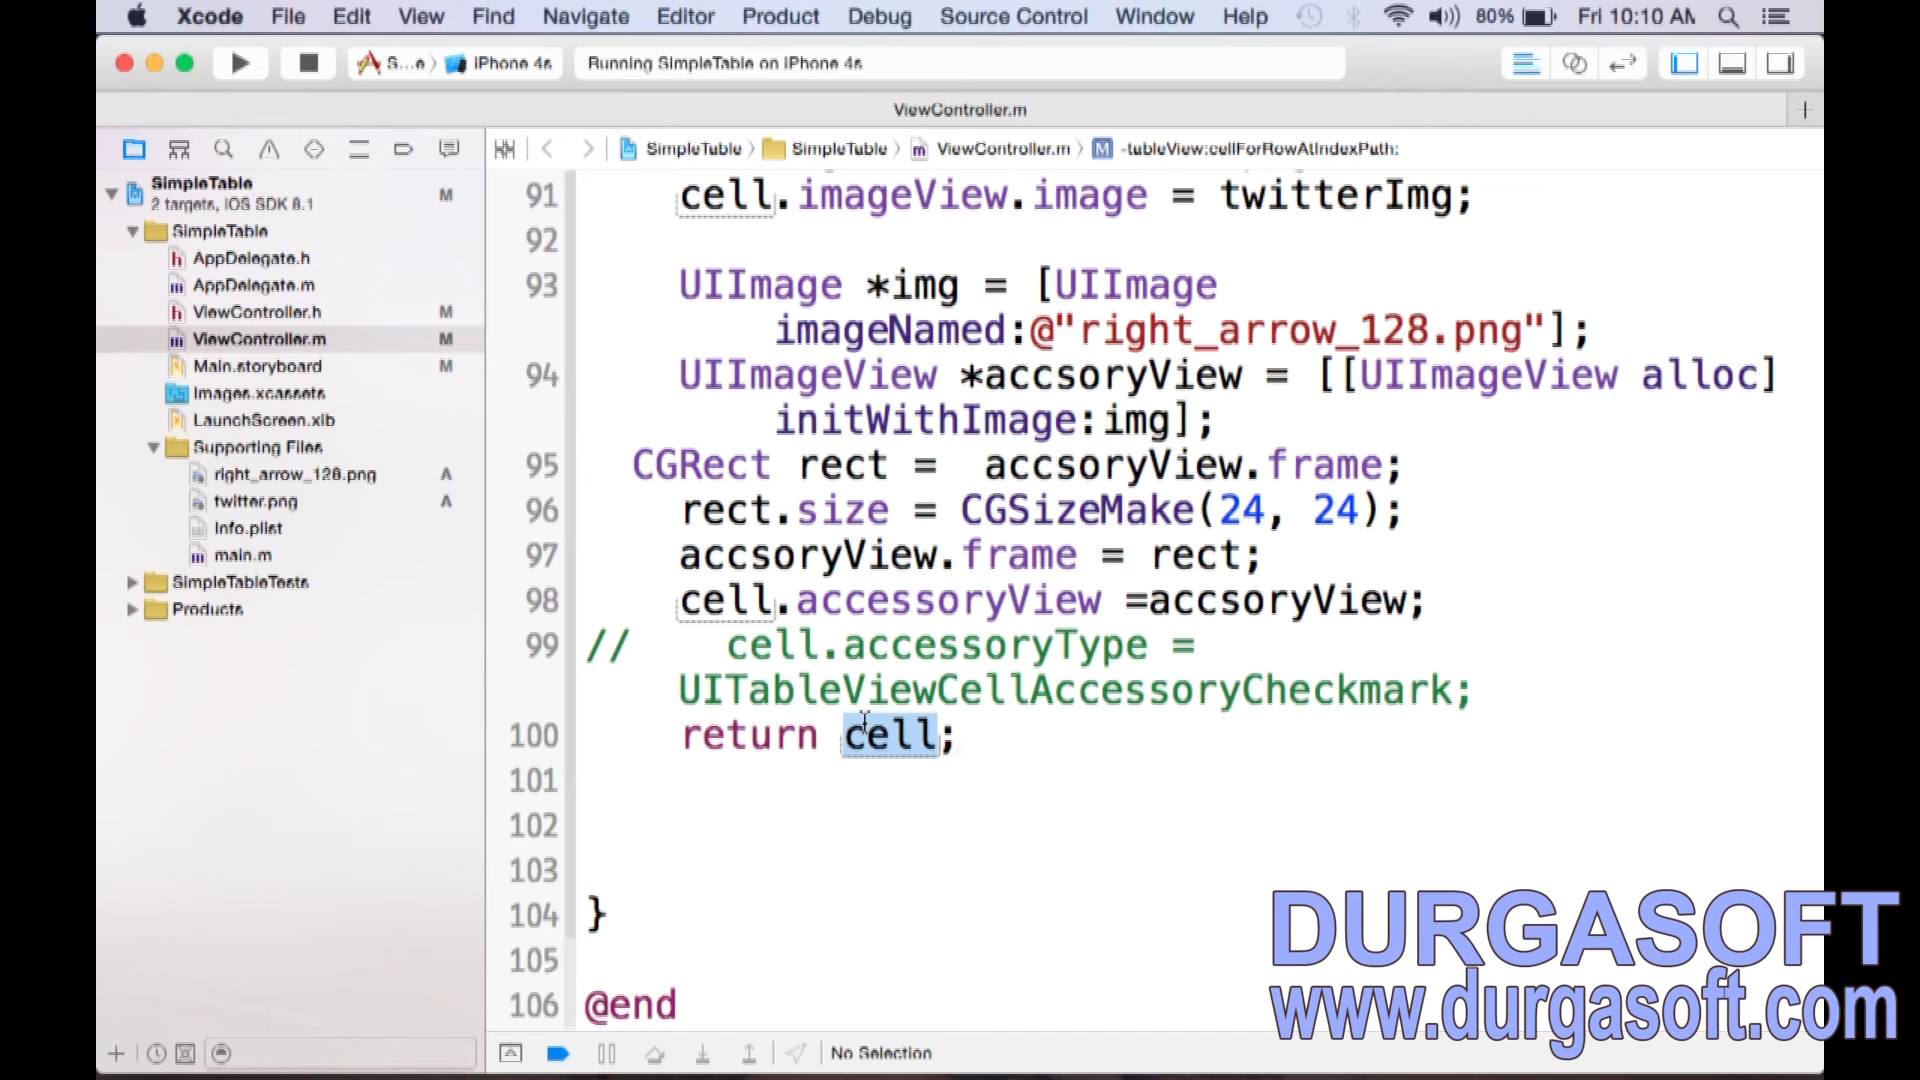 Xcode File Edit View Find Navigate Editor Product Debug Source Control Window Help 80% Fri 10:10 AM
S...e iPhone 4s Running SimpleTable on iPhone 4s
ViewController.m
SimpleTable SimpleTable ViewController.m M -tableView:cellForRowAtIndexPath:
SimpleTable M
2 targets, iOS SDK 8.1
SimpleTable
h AppDelegate.h
m AppDelegate.m
h ViewController.h M
m ViewController.m M
Main.storyboard M
Images.xcassets
LaunchScreen.xib
Supporting Files
right_arrow_128.png A
twitter.png A
Info.plist
m main.m
SimpleTableTests
Products
91 cell.imageView.image = twitterImg;
92
93 UIImage *img = [UIImage
imageNamed:@"right_arrow_128.png"];
94 UIImageView *accsoryView = [[UIImageView alloc]
initWithImage:img];
95 CGRect rect = accsoryView.frame;
96 rect.size = CGSizeMake(24, 24);
97 accsoryView.frame = rect;
98 cell.accessoryView =accsoryView;
99 // cell.accessoryType =
UITableViewCellAccessoryCheckmark;
100 return cell;
101
102
103
104 }
105
106 @end
No Selection
DURGASOFT
www.durgasoft.com